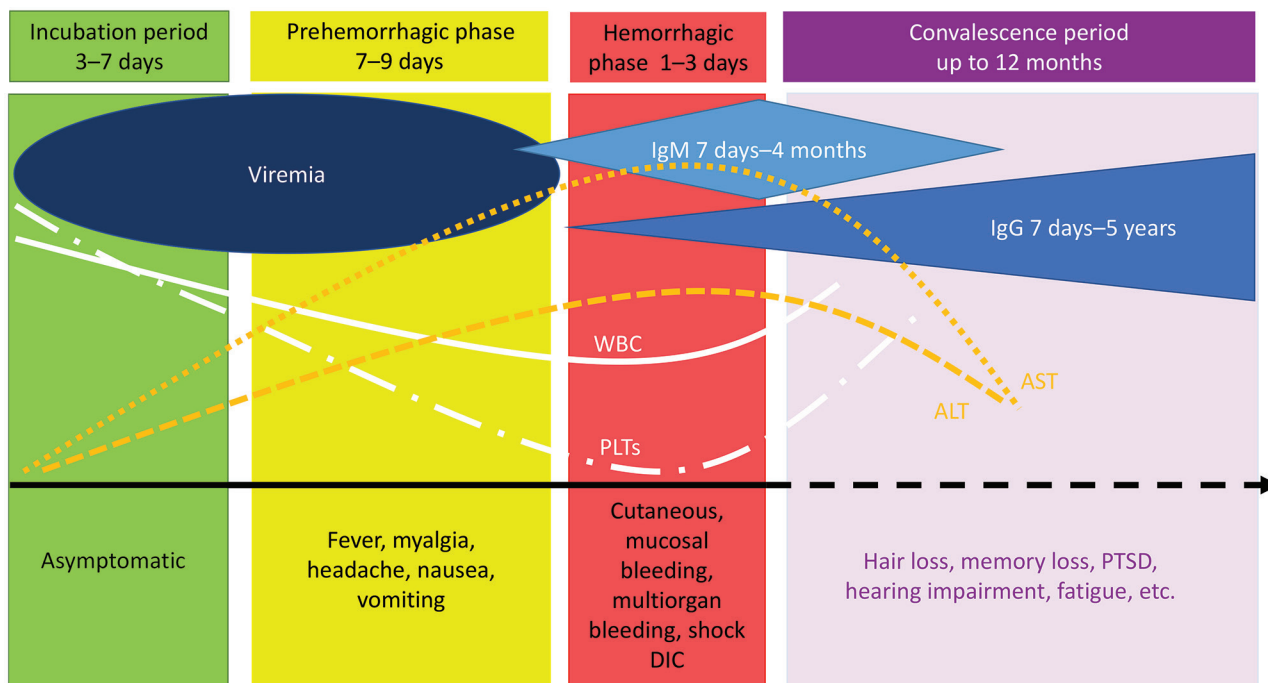 Incubation period
3–7 days
Prehemorrhagic phase
7–9 days
Hemorrhagic
phase 1–3 days
Convalescence period
up to 12 months
Viremia
IgM 7 days–4 months
IgG 7 days–5 years
WBC
AST
ALT
PLTs
Asymptomatic
Fever, myalgia,
headache, nausea,
vomiting
Cutaneous,
mucosal
bleeding,
multiorgan
bleeding, shock
DIC
Hair loss, memory loss, PTSD,
hearing impairment, fatigue, etc.